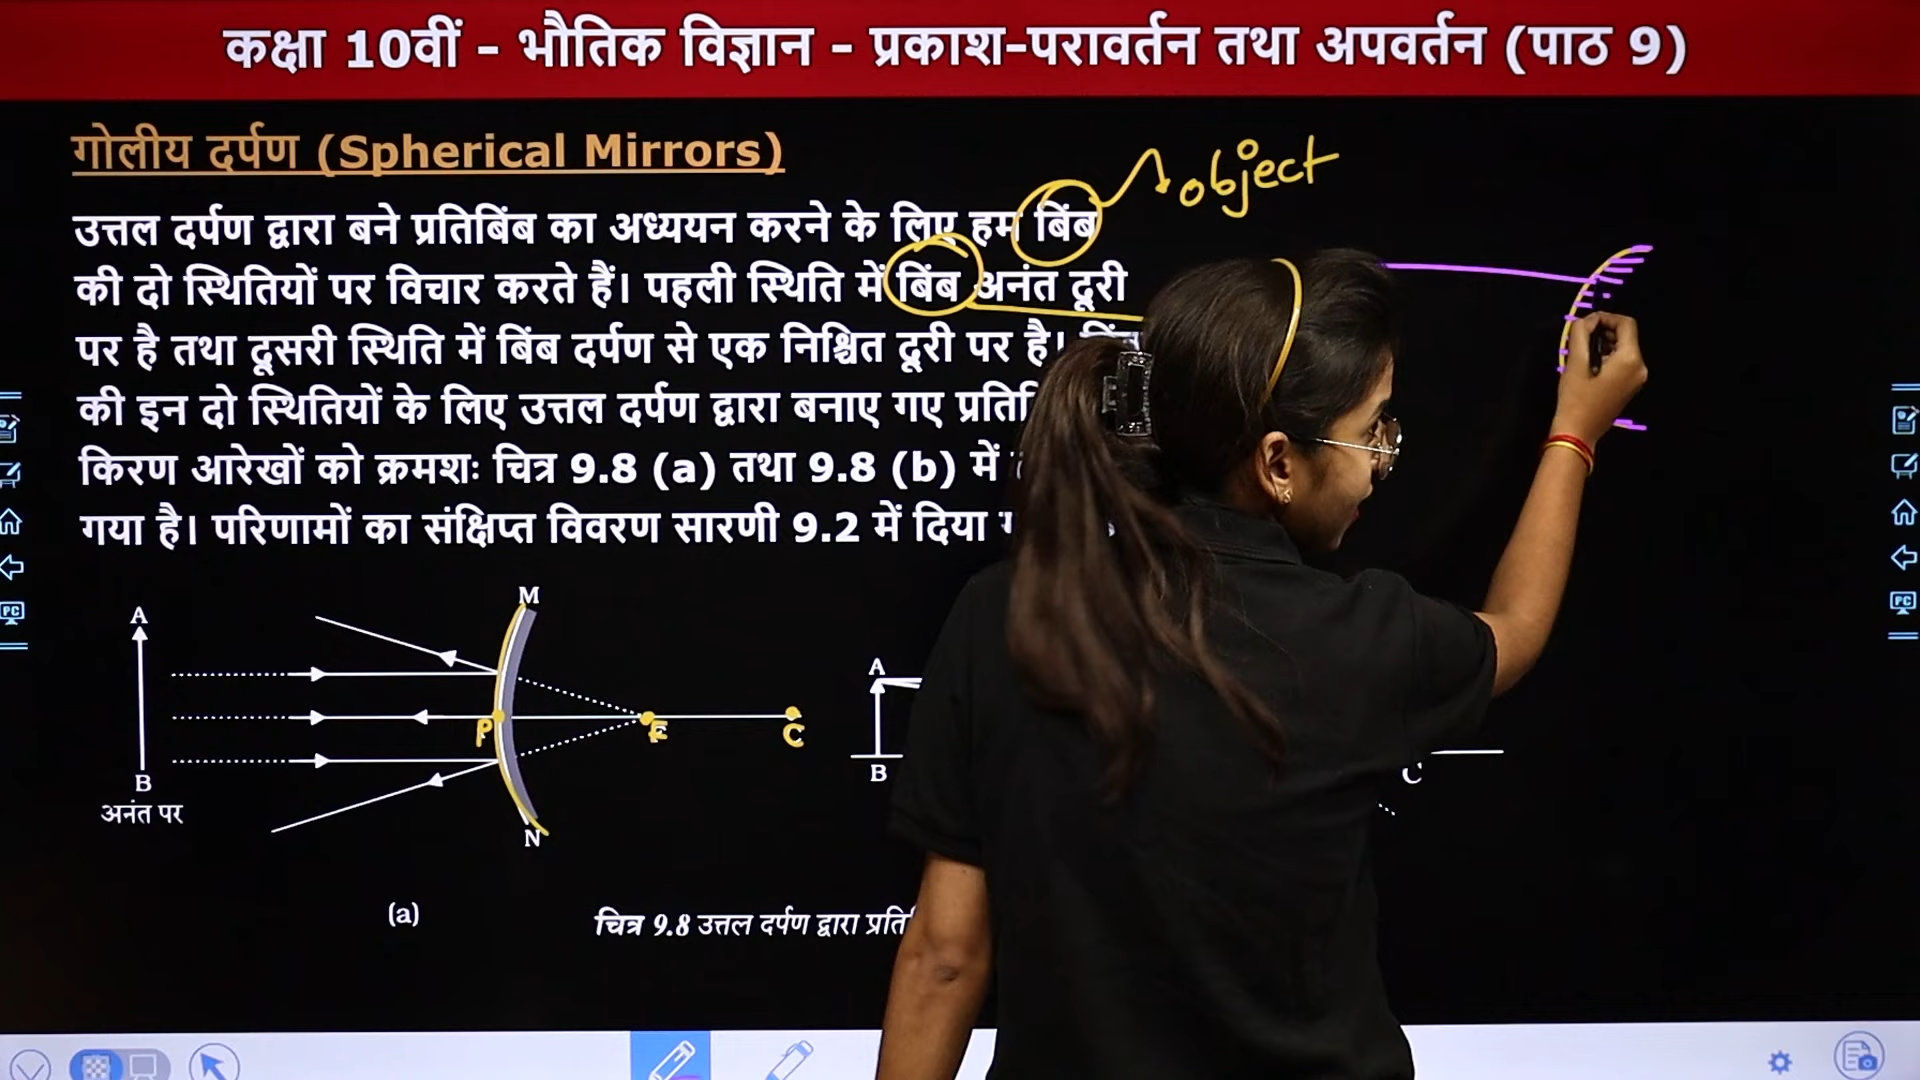 कक्षा 10वीं - भौतिक विज्ञान - प्रकाश-परावर्तन तथा अपवर्तन (पाठ 9)
गोलीय दर्पण (Spherical Mirrors)
object
उत्तल दर्पण द्वारा बने प्रतिबिंब का अध्ययन करने के लिए हम बिंब
की दो स्थितियों पर विचार करते हैं। पहली स्थिति में बिंब अनंत दूरी
पर है तथा दूसरी स्थिति में बिंब दर्पण से एक निश्चित दूरी पर है।
की इन दो स्थितियों के लिए उत्तल दर्पण द्वारा बनाए गए
किरण आरेखों को क्रमशः चित्र 9.8 (a) तथा 9.8 (b) में
गया है। परिणामों का संक्षिप्त विवरण सारणी 9.2 में दिया
A
M
P
F
C
B
अनंत पर
N
A
B
C
(a)
चित्र 9.8 उत्तल दर्पण द्वारा
PC
PC